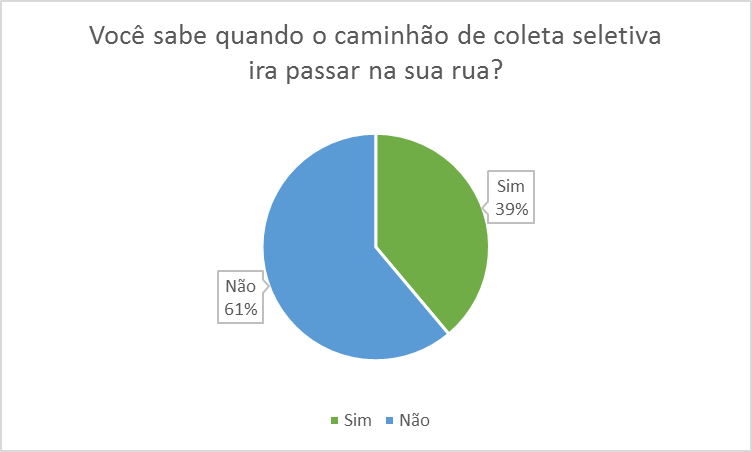 Você sabe quando o caminhão de coleta seletiva
ira passar na sua rua?
Sim
39%
Não
61%
Sim Não